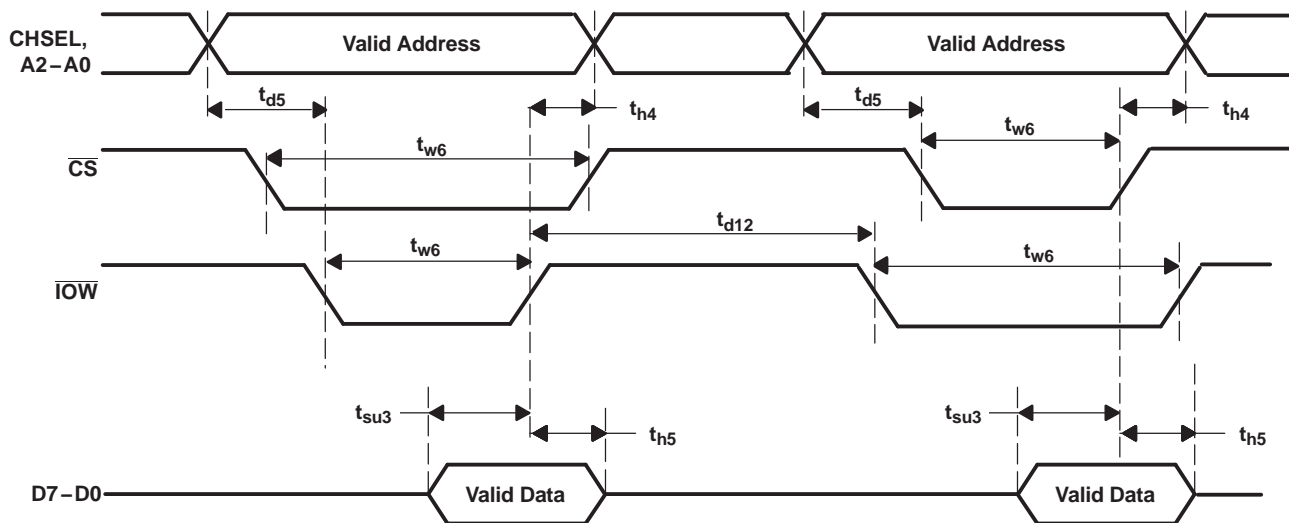 CHSEL,
A2–A0
Valid Address
Valid Address
td5
th4
td5
th4
CS
tw6
tw6
td12
IOW
tw6
tw6
tsu3
th5
tsu3
th5
D7–D0
Valid Data
Valid Data